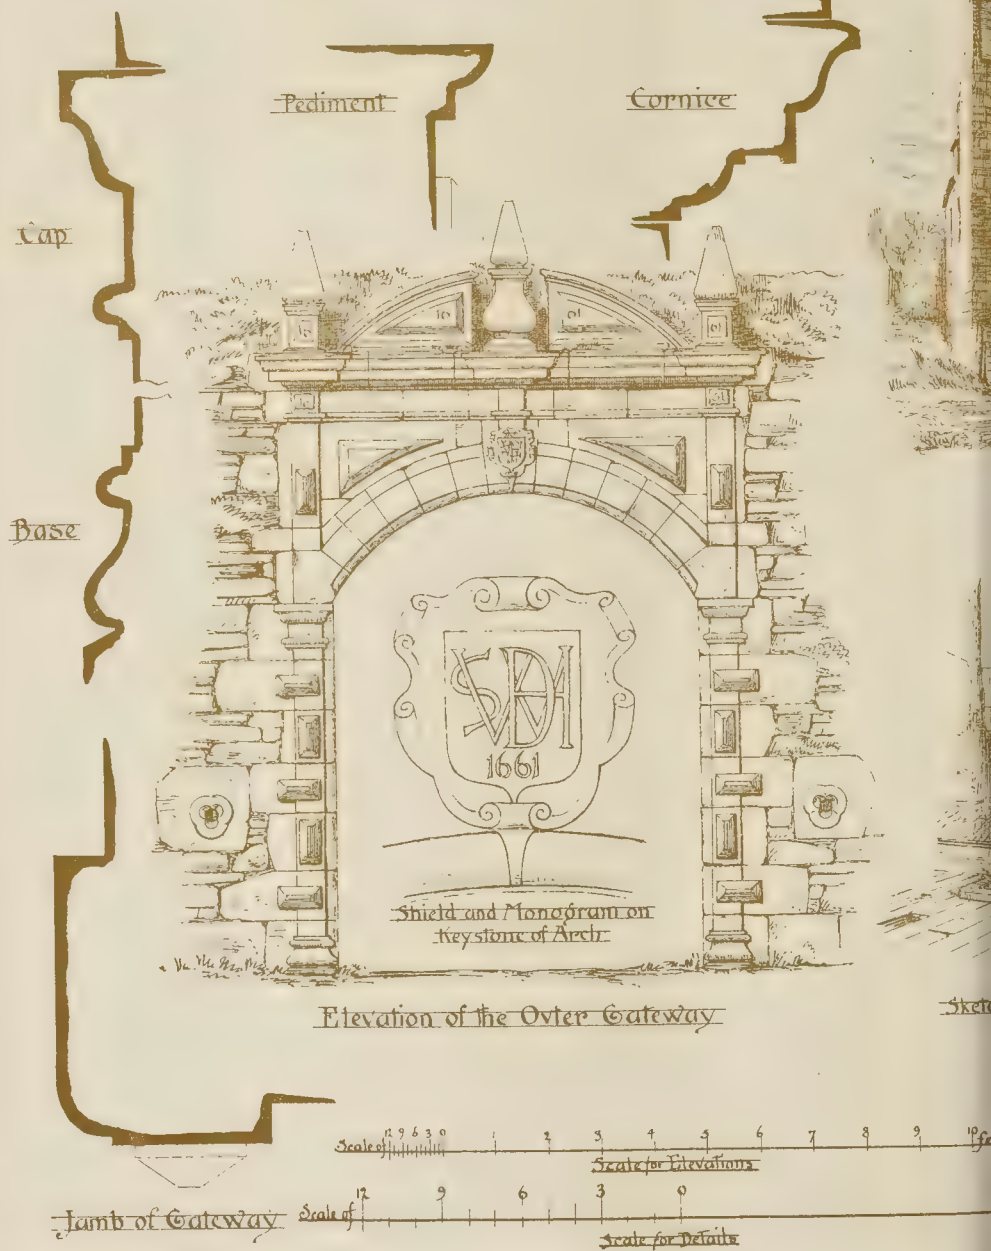 Pediment
Cornice
Cap
Base
SDM
1661
Shield and Monogram on
Keystone of Arch
Elevation of the Ovter Gateway
Scale of
12 9 6 3 0 1 2 3 4 5 6 7 8 9 10
Scale for Elevations
Jamb of Gateway
Scale of
12 9 6 3 0
Scale for Details